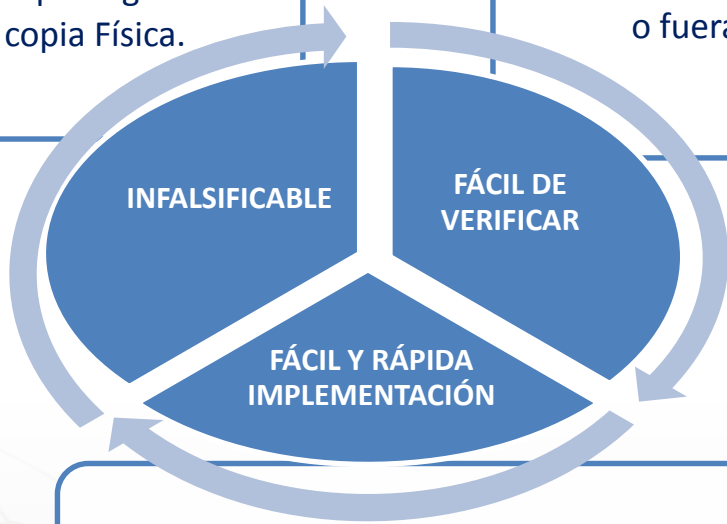 copia Física.
o fuera
INFALSIFICABLE
FÁCIL DE
VERIFICAR
FÁCIL Y RÁPIDA
IMPLEMENTACIÓN